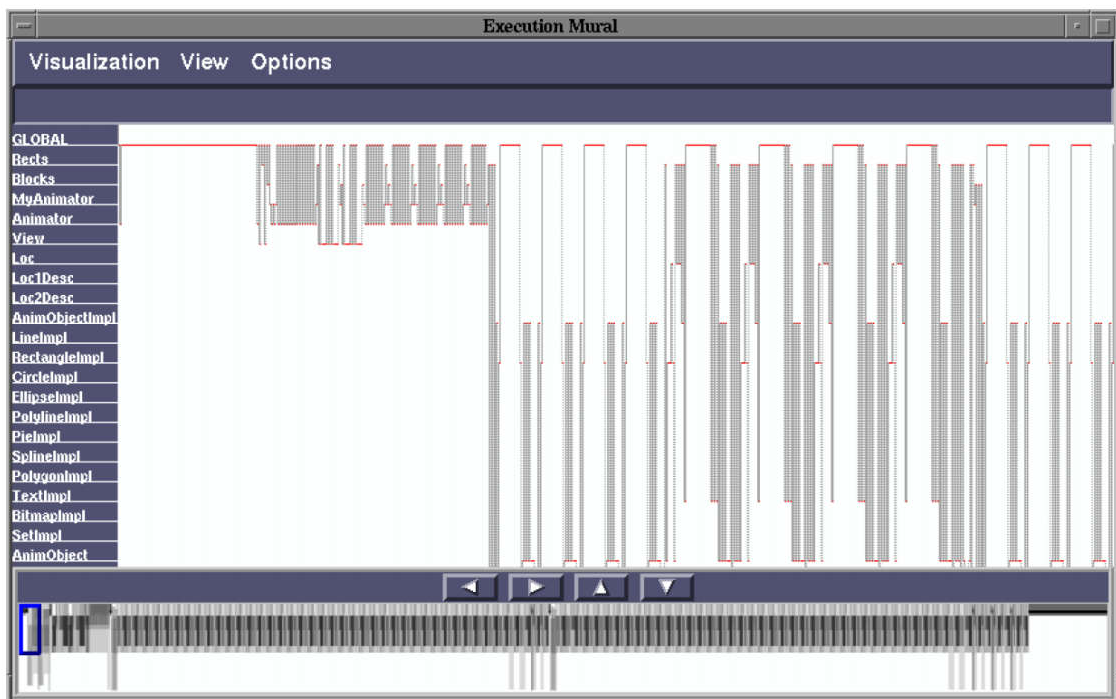 Execution Mural
Visualization View Options
GLOBAL
Rects
Blocks
MyAnimator
Animator
View
Loc
Loc1Desc
Loc2Desc
AnimObjectImpl
LineImpl
RectangleImpl
CircleImpl
EllipseImpl
PolylineImpl
PieImpl
SplineImpl
PolygonImpl
TextImpl
BitmapImpl
SetImpl
AnimObject